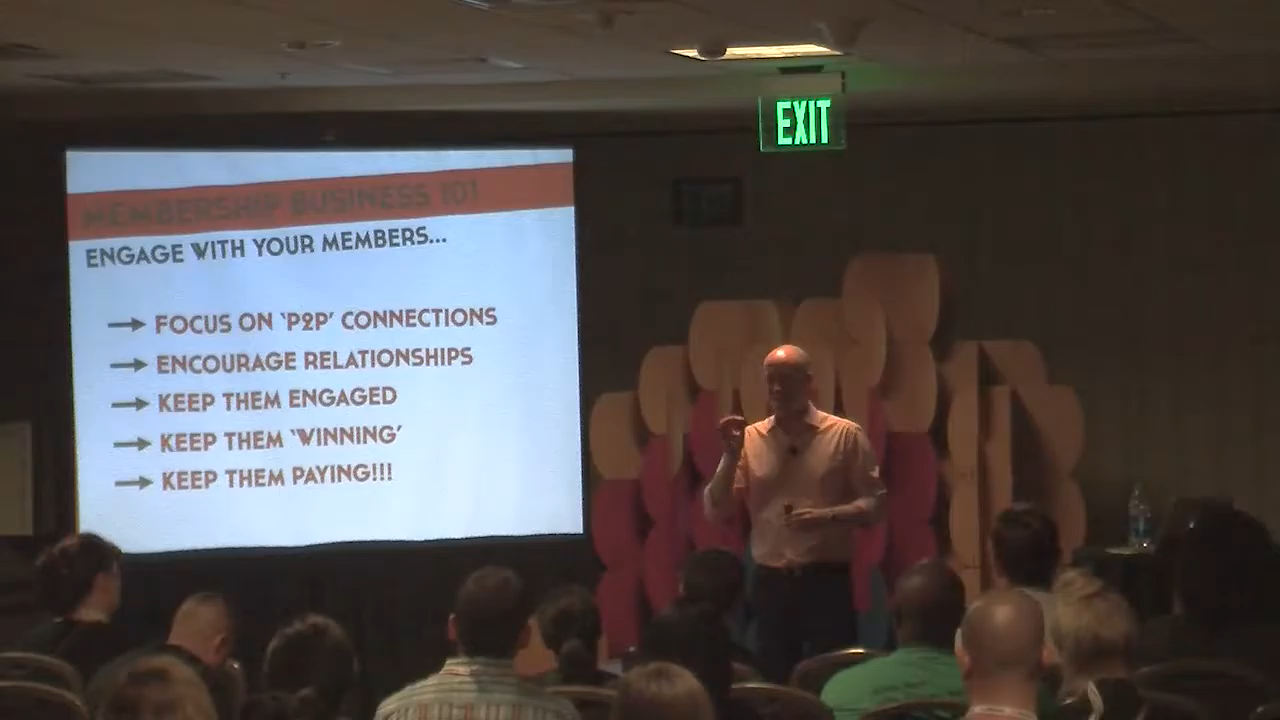 EXIT
MEMBERSHIP BUSINESS 101
ENGAGE WITH YOUR MEMBERS...
→ FOCUS ON 'P2P' CONNECTIONS
→ ENCOURAGE RELATIONSHIPS
→ KEEP THEM ENGAGED
→ KEEP THEM 'WINNING'
→ KEEP THEM PAYING!!!